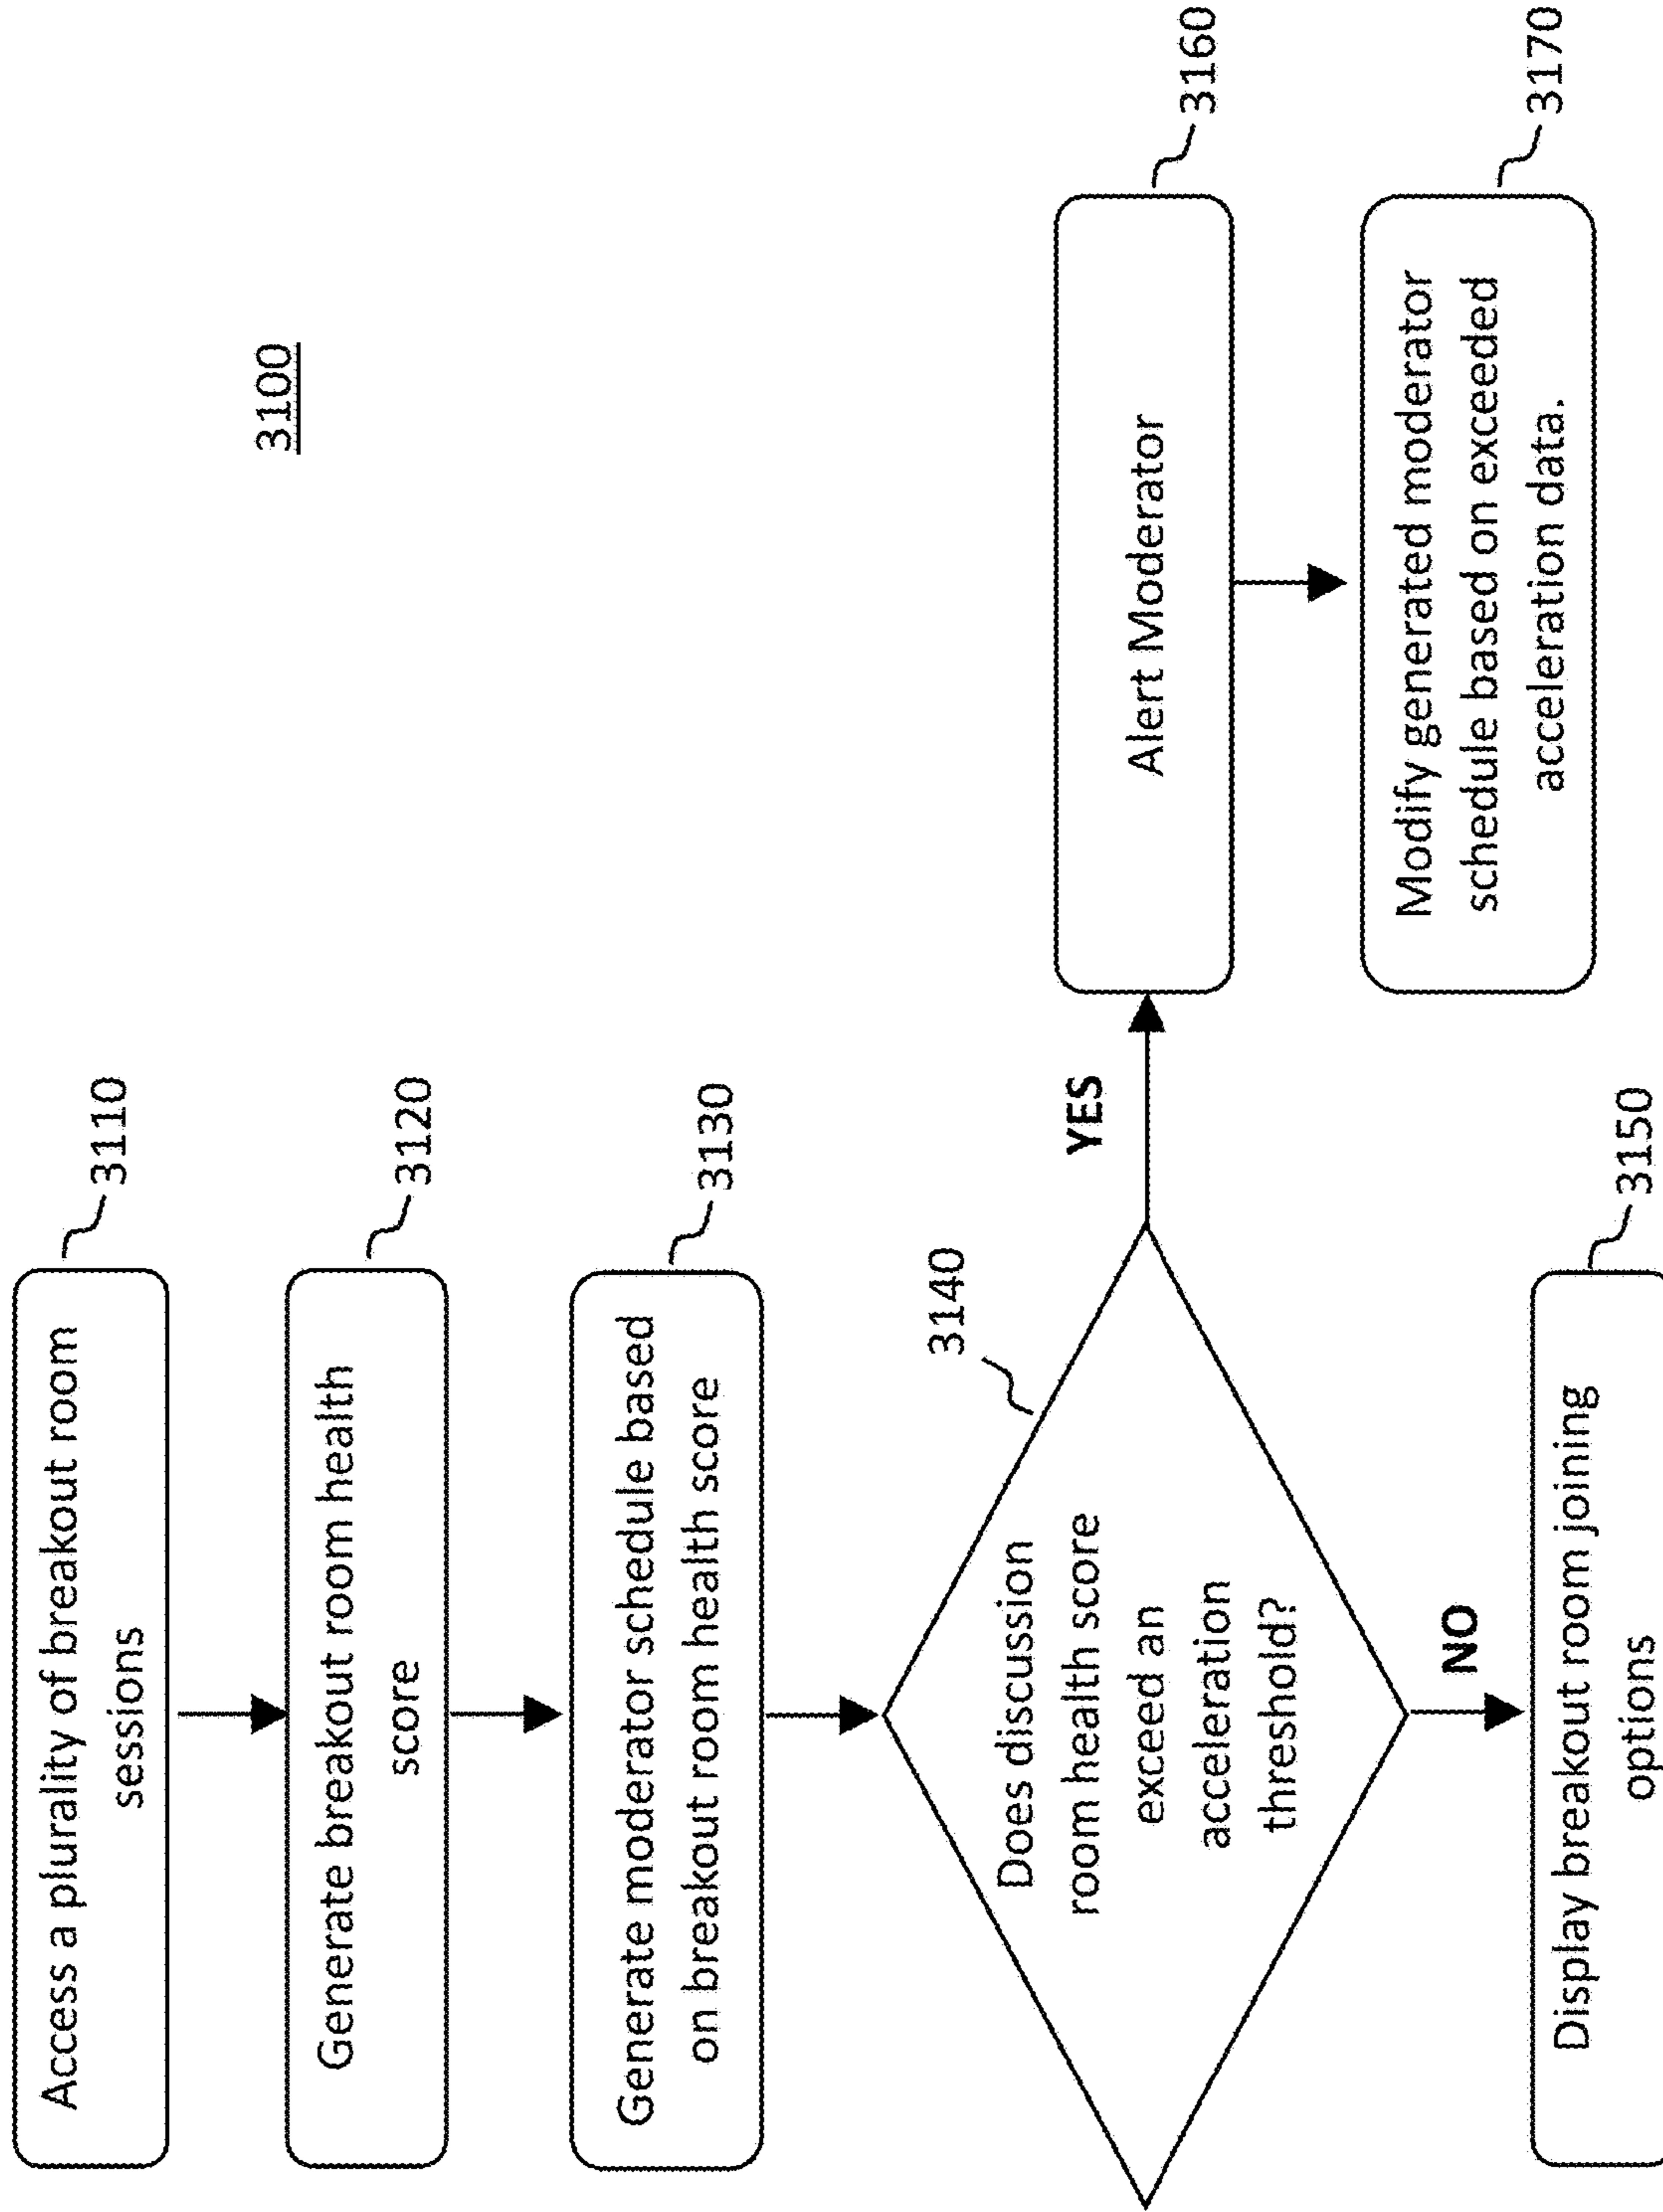 3100
Access a plurality of breakout room
sessions
3110
Generate breakout room health
score
3120
Generate moderator schedule based
on breakout room health score
3130
3140
Does discussion
room health score
exceed an
acceleration
threshold?
YES
Alert Moderator
3160
Modify generated moderator
schedule based on exceeded
acceleration data.
3170
NO
Display breakout room joining
options
3150